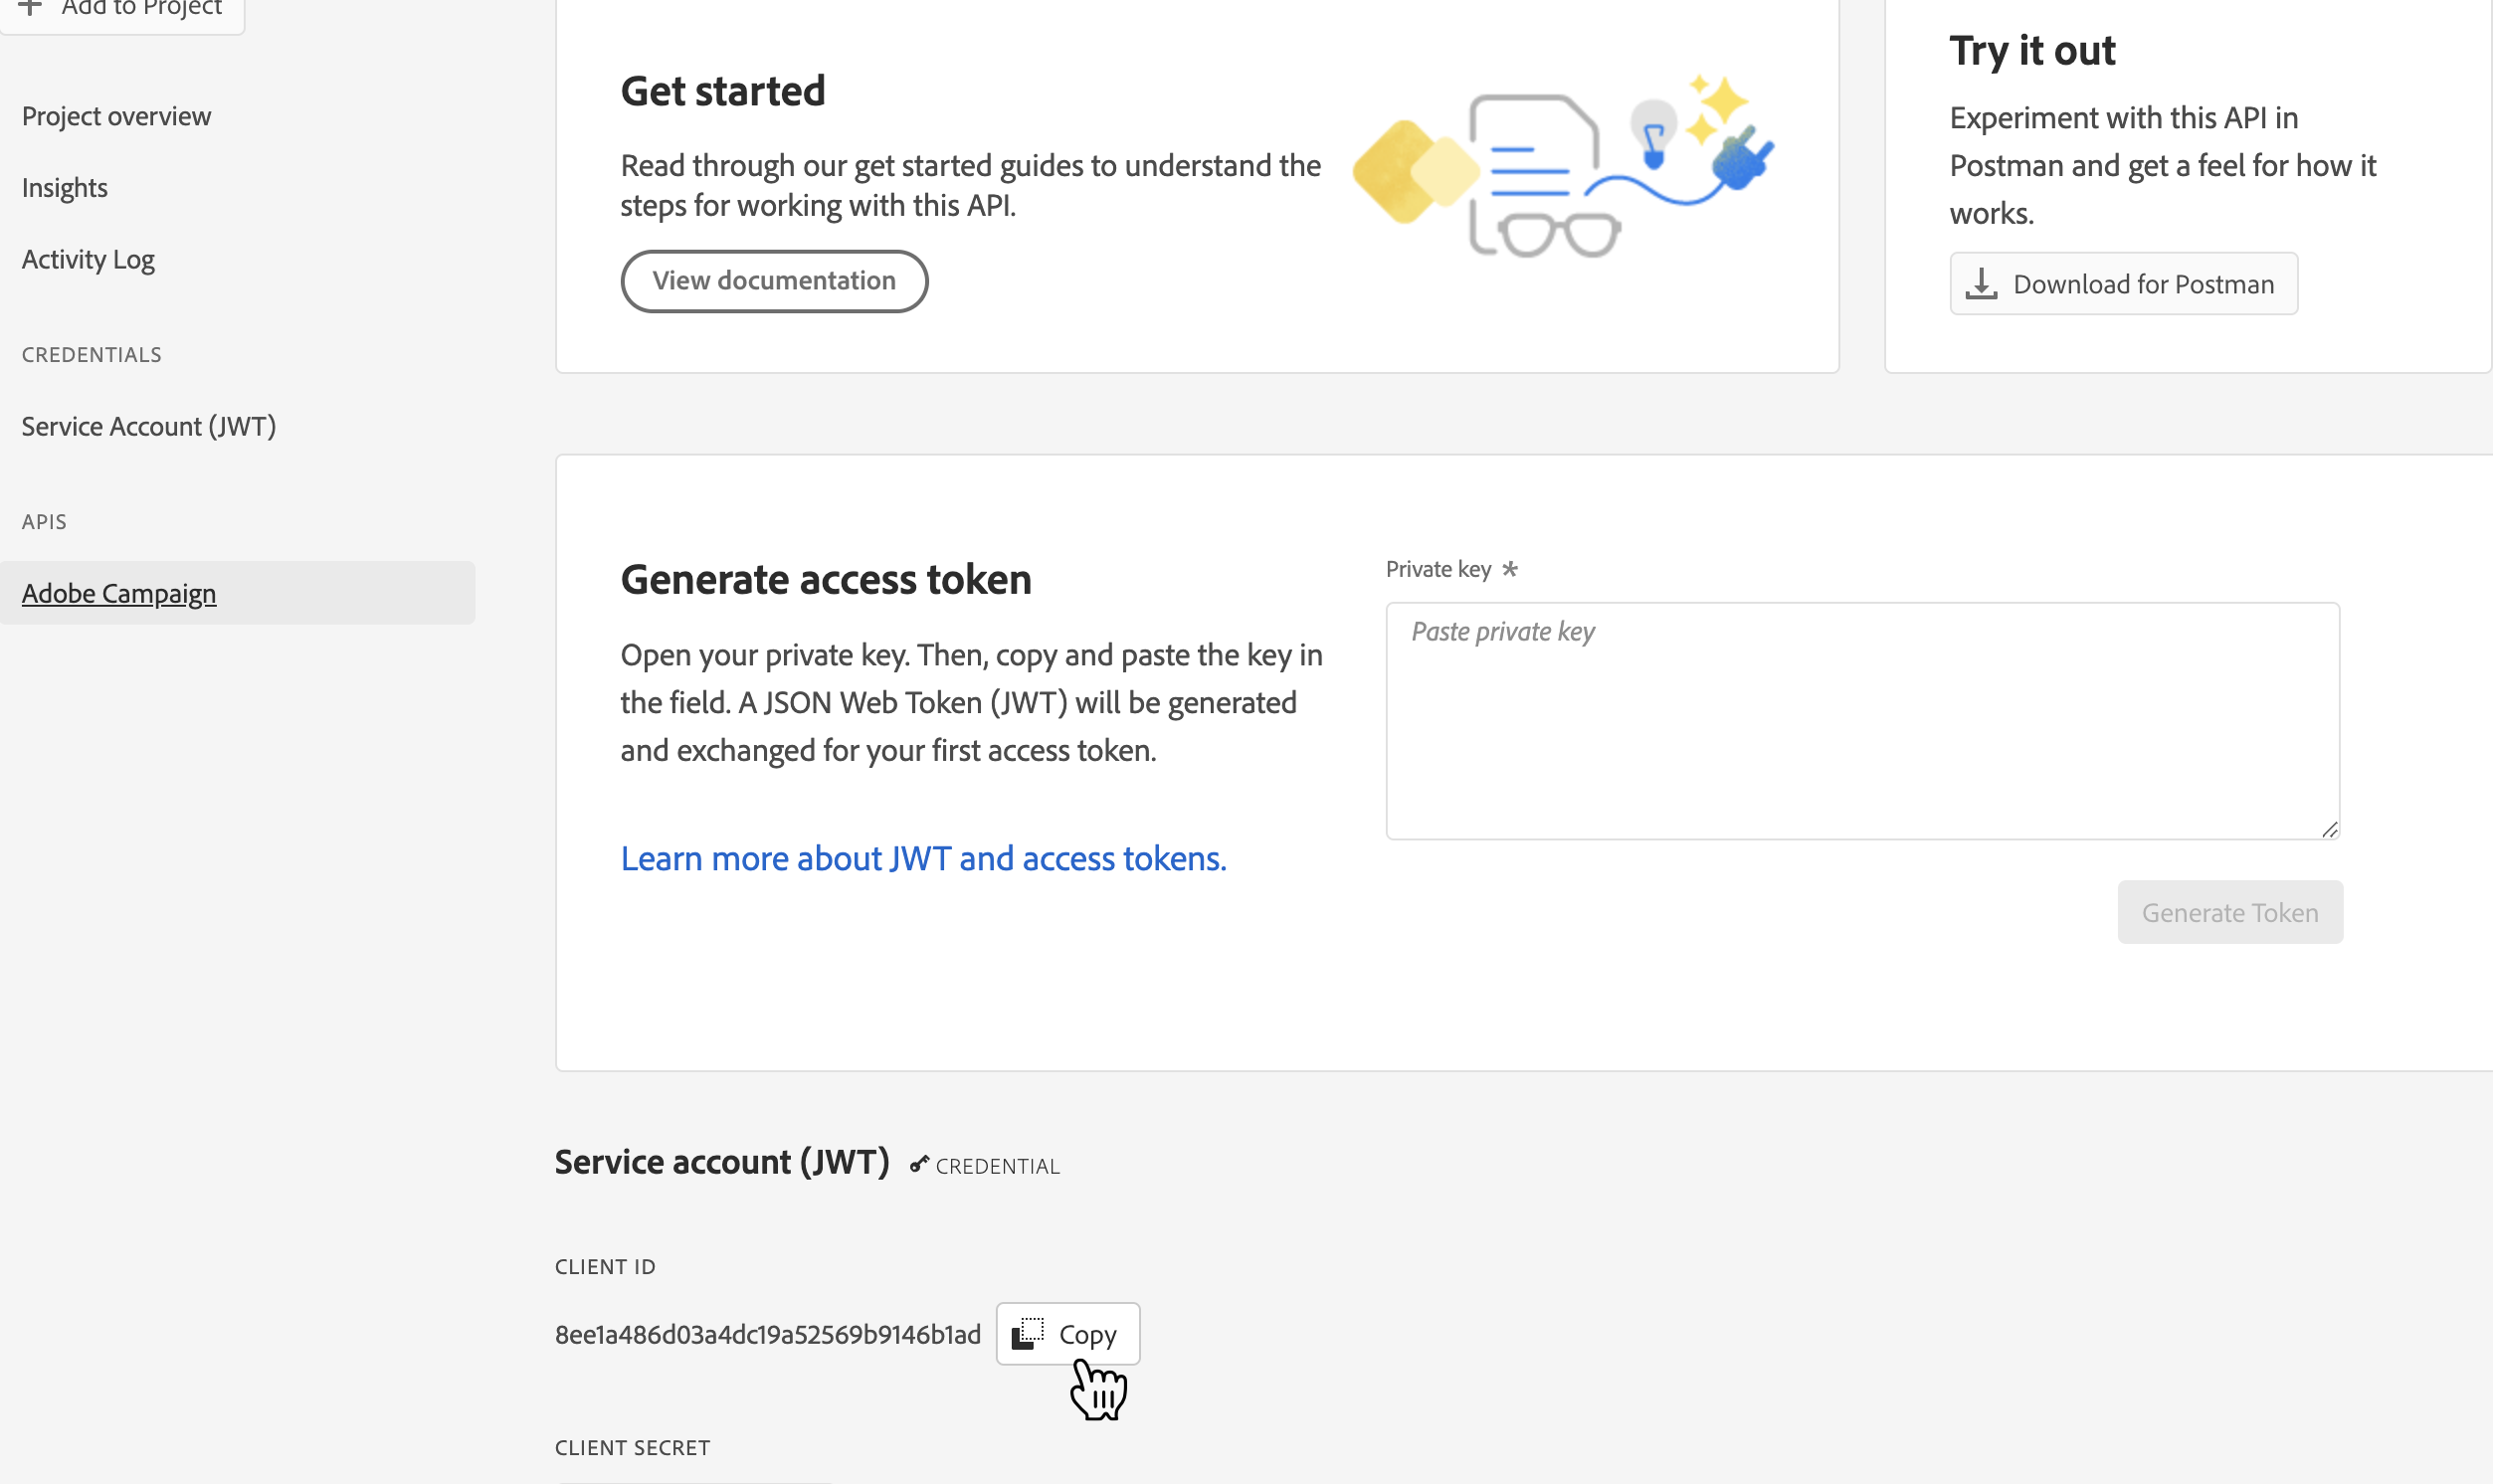 Add to Project
Project overview
Insights
Activity Log
CREDENTIALS
Service Account (JWT)
APIS
Adobe Campaign
Get started
Read through our get started guides to understand the
steps for working with this API.
View documentation
Try it out
Experiment with this API in
Postman and get a feel for how it
works.
Download for Postman
Generate access token
Open your private key. Then, copy and paste the key in
the field. A JSON Web Token (JWT) will be generated
and exchanged for your first access token.
Learn more about JWT and access tokens.
Private key *
Paste private key
Generate Token
Service account (JWT) CREDENTIAL
CLIENT ID
8ee1a486d03a4dc19a52569b9146b1ad Copy
CLIENT SECRET